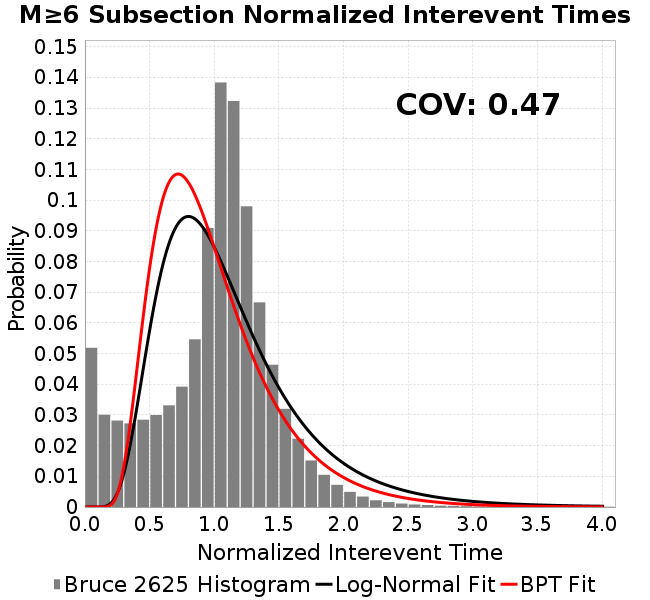 M≥6 Subsection Normalized Interevent Times
COV: 0.47
Probability
0.15
0.14
0.13
0.12
0.11
0.1
0.09
0.08
0.07
0.06
0.05
0.04
0.03
0.02
0.01
0
0.0 0.5 1.0 1.5 2.0 2.5 3.0 3.5 4.0
Normalized Interevent Time
Bruce 2625 Histogram Log-Normal Fit BPT Fit